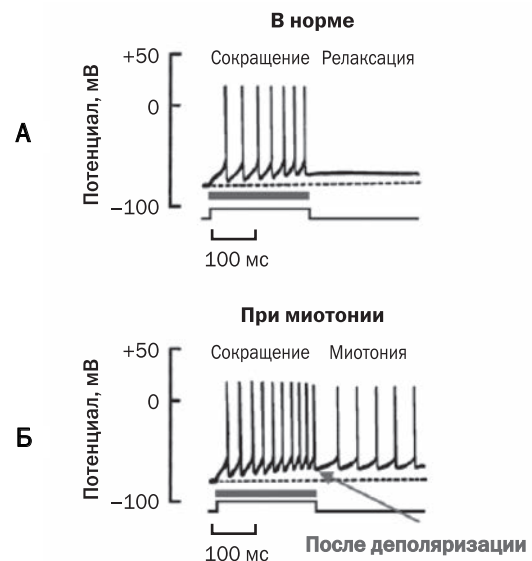 В норме
+50
Сокращение Релаксация
0
А
Потенциал, мВ
–100
100 мс
При миотонии
+50
Сокращение Миотония
0
Б
Потенциал, мВ
–100
100 мс
После деполяризации